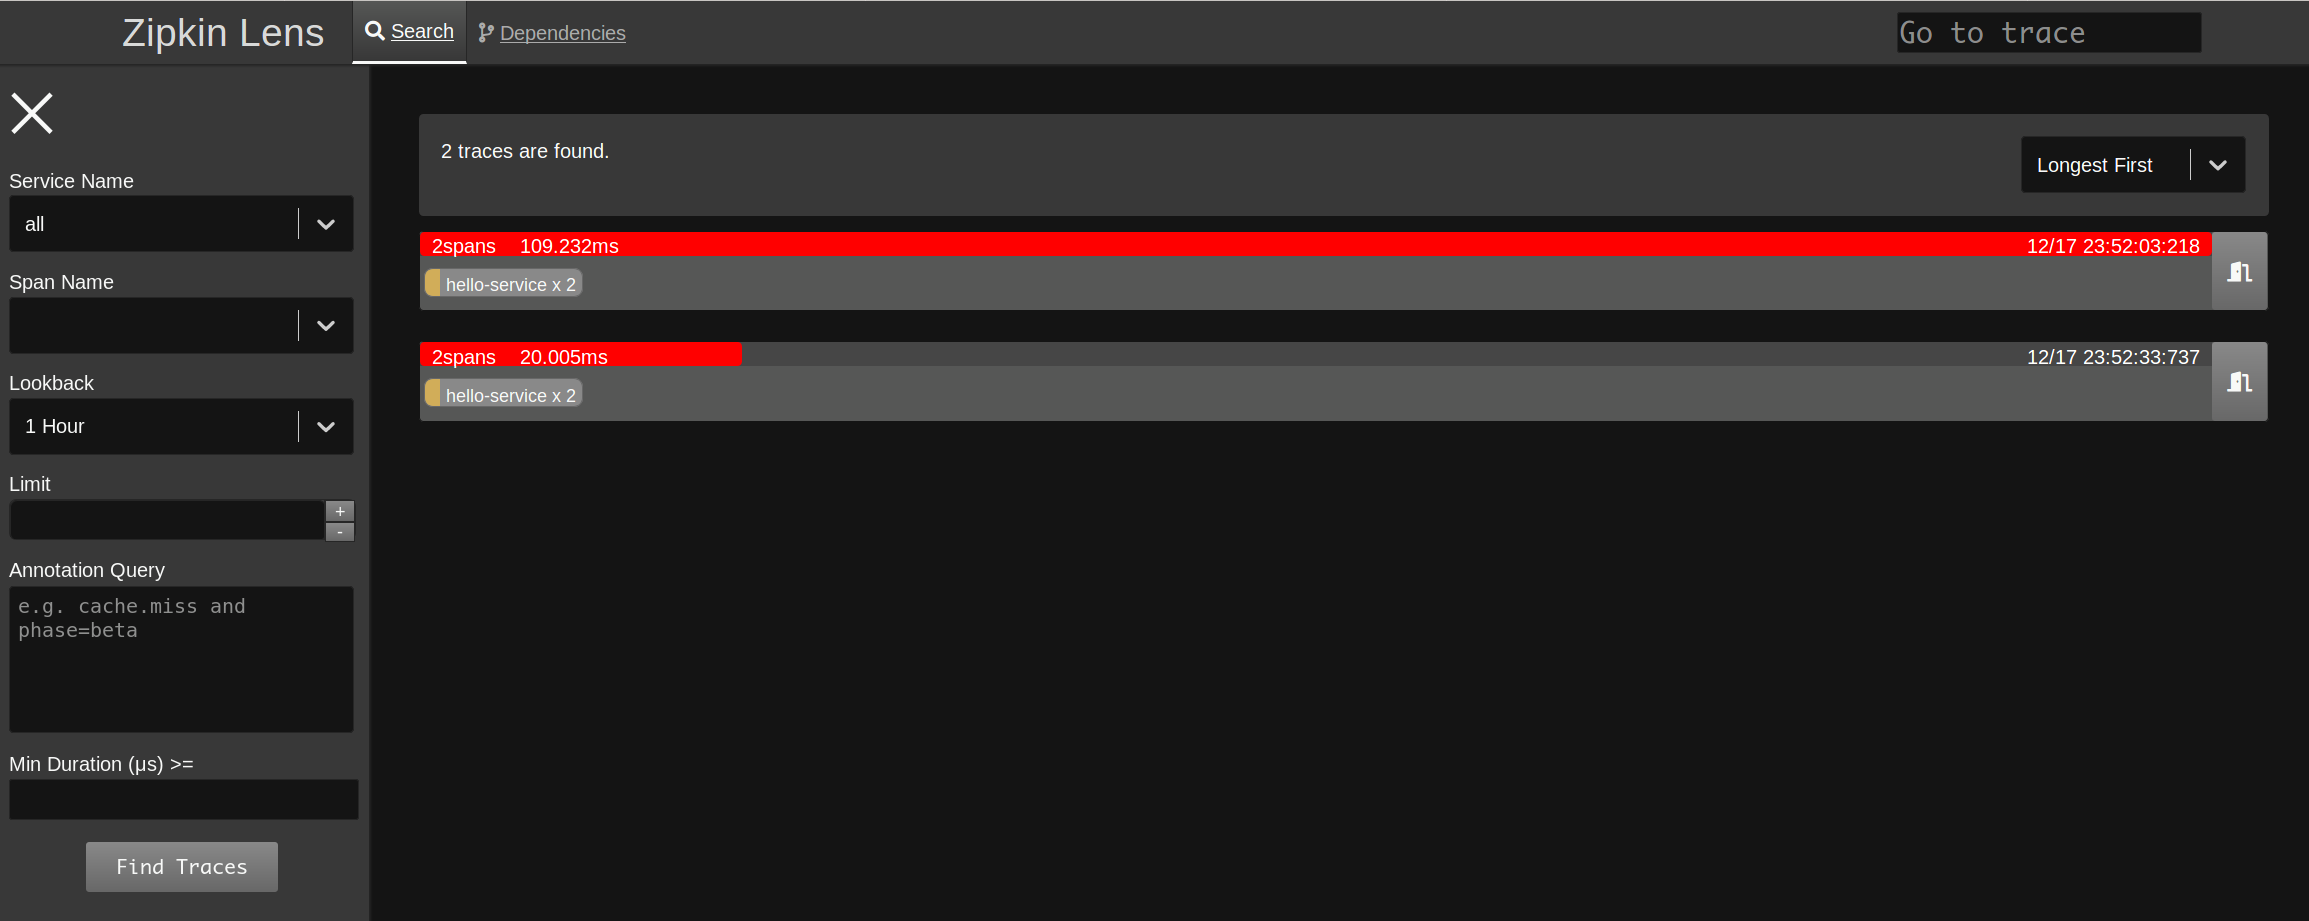 Zipkin Lens
Search
Dependencies
Go to trace
Service Name
all
Span Name
Lookback
1 Hour
Limit
+
-
Annotation Query
e.g. cache.miss and
phase=beta
Min Duration (μs) >=
Find Traces
2 traces are found.
Longest First
2spans 109.232ms 12/17 23:52:03:218
hello-service x 2
2spans 20.005ms 12/17 23:52:33:737
hello-service x 2